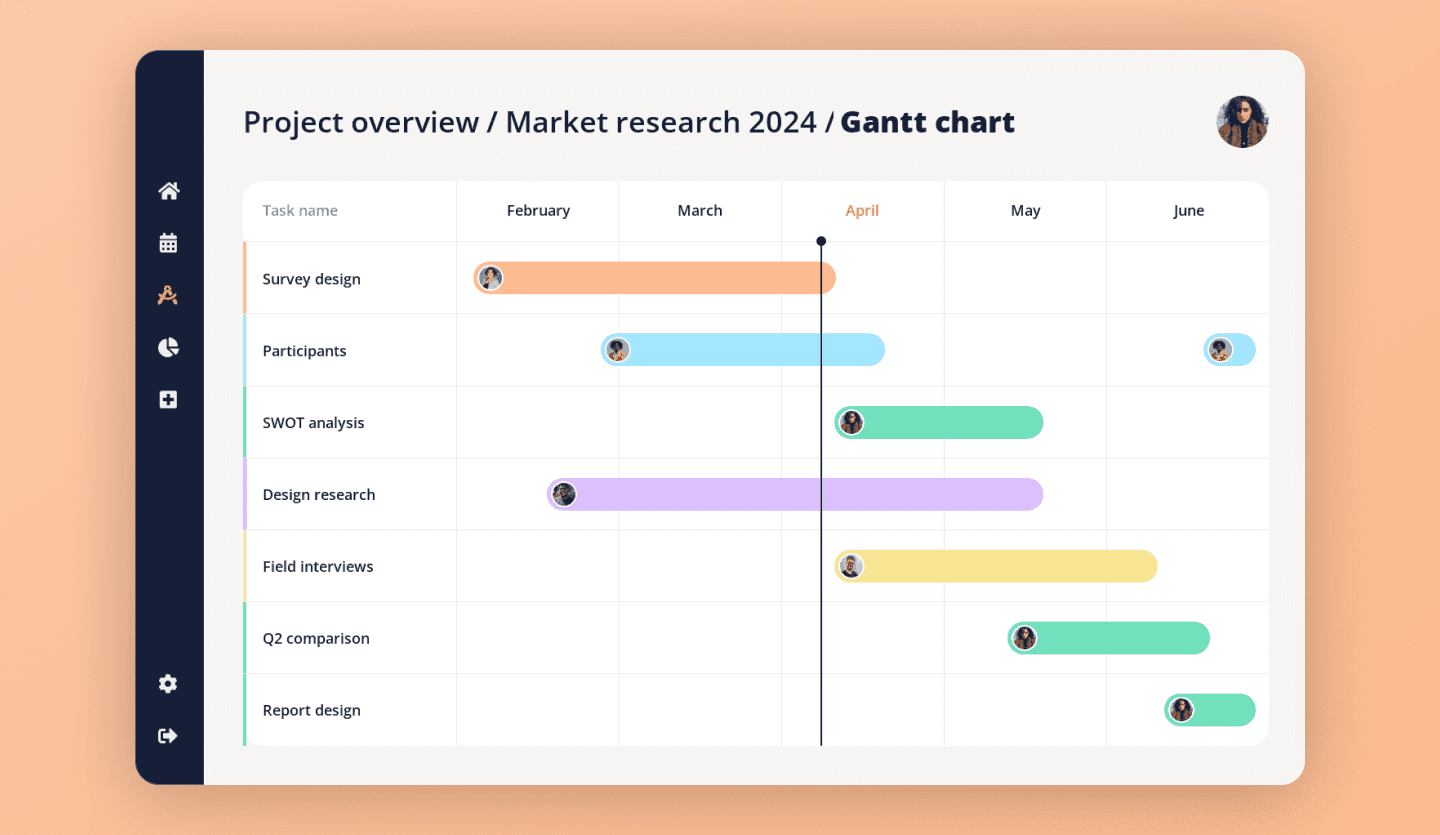 Project overview / Market research 2024 / Gantt chart
Task name February March April May June
Survey design
Participants
SWOT analysis
Design research
Field interviews
Q2 comparison
Report design